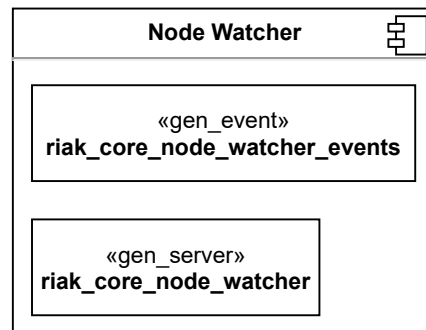 Node Watcher
«gen_event»
riak_core_node_watcher_events
«gen_server»
riak_core_node_watcher